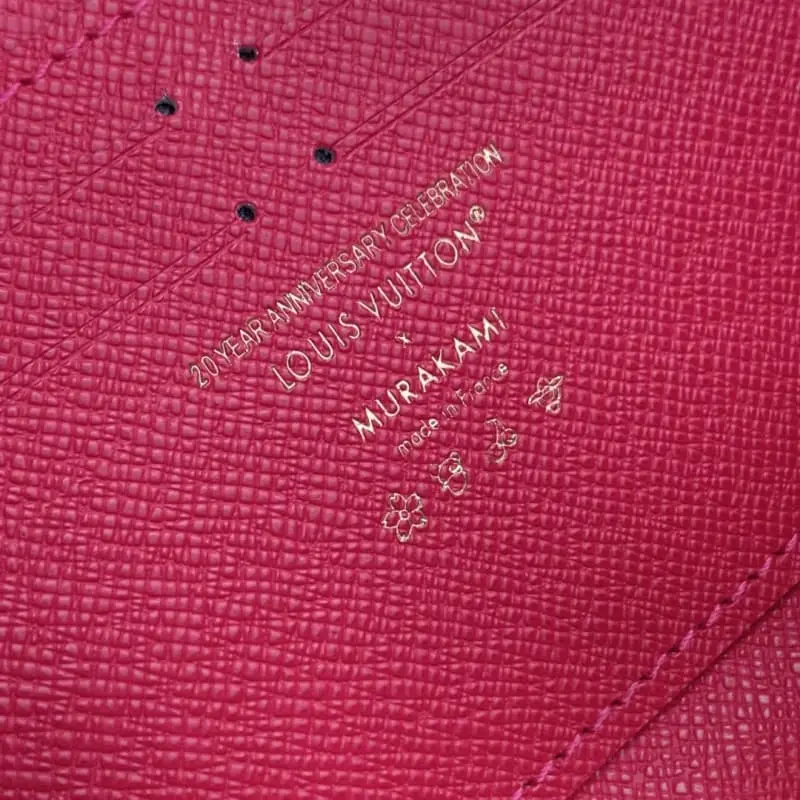 20 YEAR ANNIVERSARY CELEBRATION
LOUIS VUITTON®
x
MURAKAMI
made in France